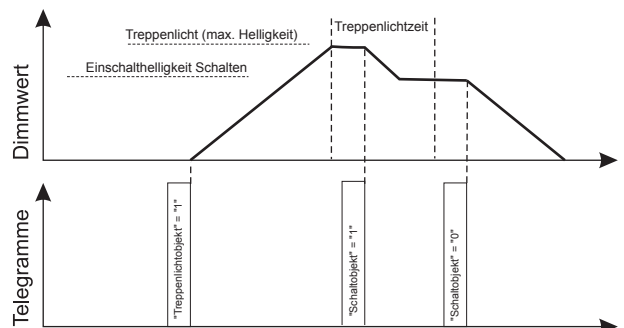 Treppenlicht (max. Helligkeit)
Treppenlichtzeit
Einschalthelligkeit Schalten
Dimmwert
Telegramme
"Treppenlichtobjekt" = "1"
"Schaltobjekt" = "1"
"Schaltobjekt" = "0"